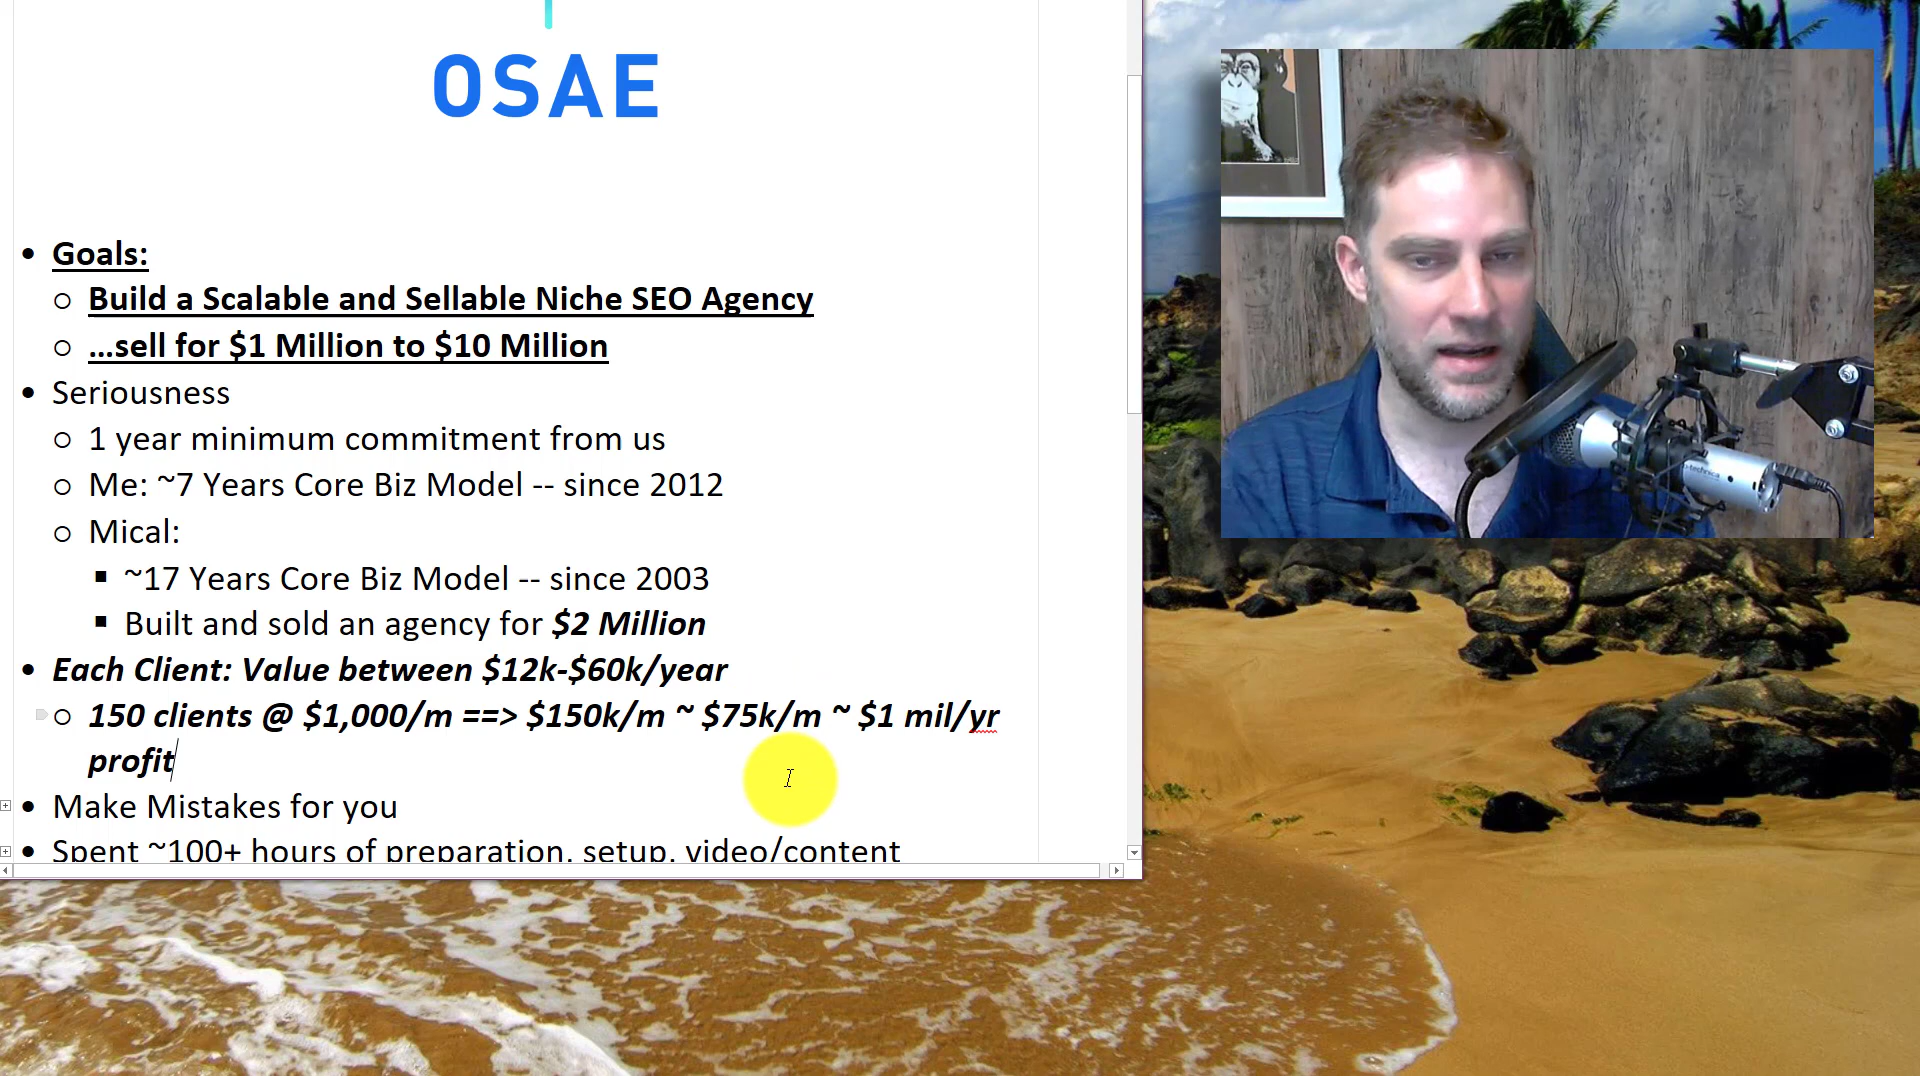 OSAE
• Goals:
○ Build a Scalable and Sellable Niche SEO Agency
○ ...sell for $1 Million to $10 Million
• Seriousness
○ 1 year minimum commitment from us
○ Me: ~7 Years Core Biz Model -- since 2012
○ Mical:
▪ ~17 Years Core Biz Model -- since 2003
▪ Built and sold an agency for $2 Million
• Each Client: Value between $12k-$60k/year
○ 150 clients @ $1,000/m ==> $150k/m ~ $75k/m ~ $1 mil/yr
profit
• Make Mistakes for you
• Spent ~100+ hours of preparation, setup, video/content